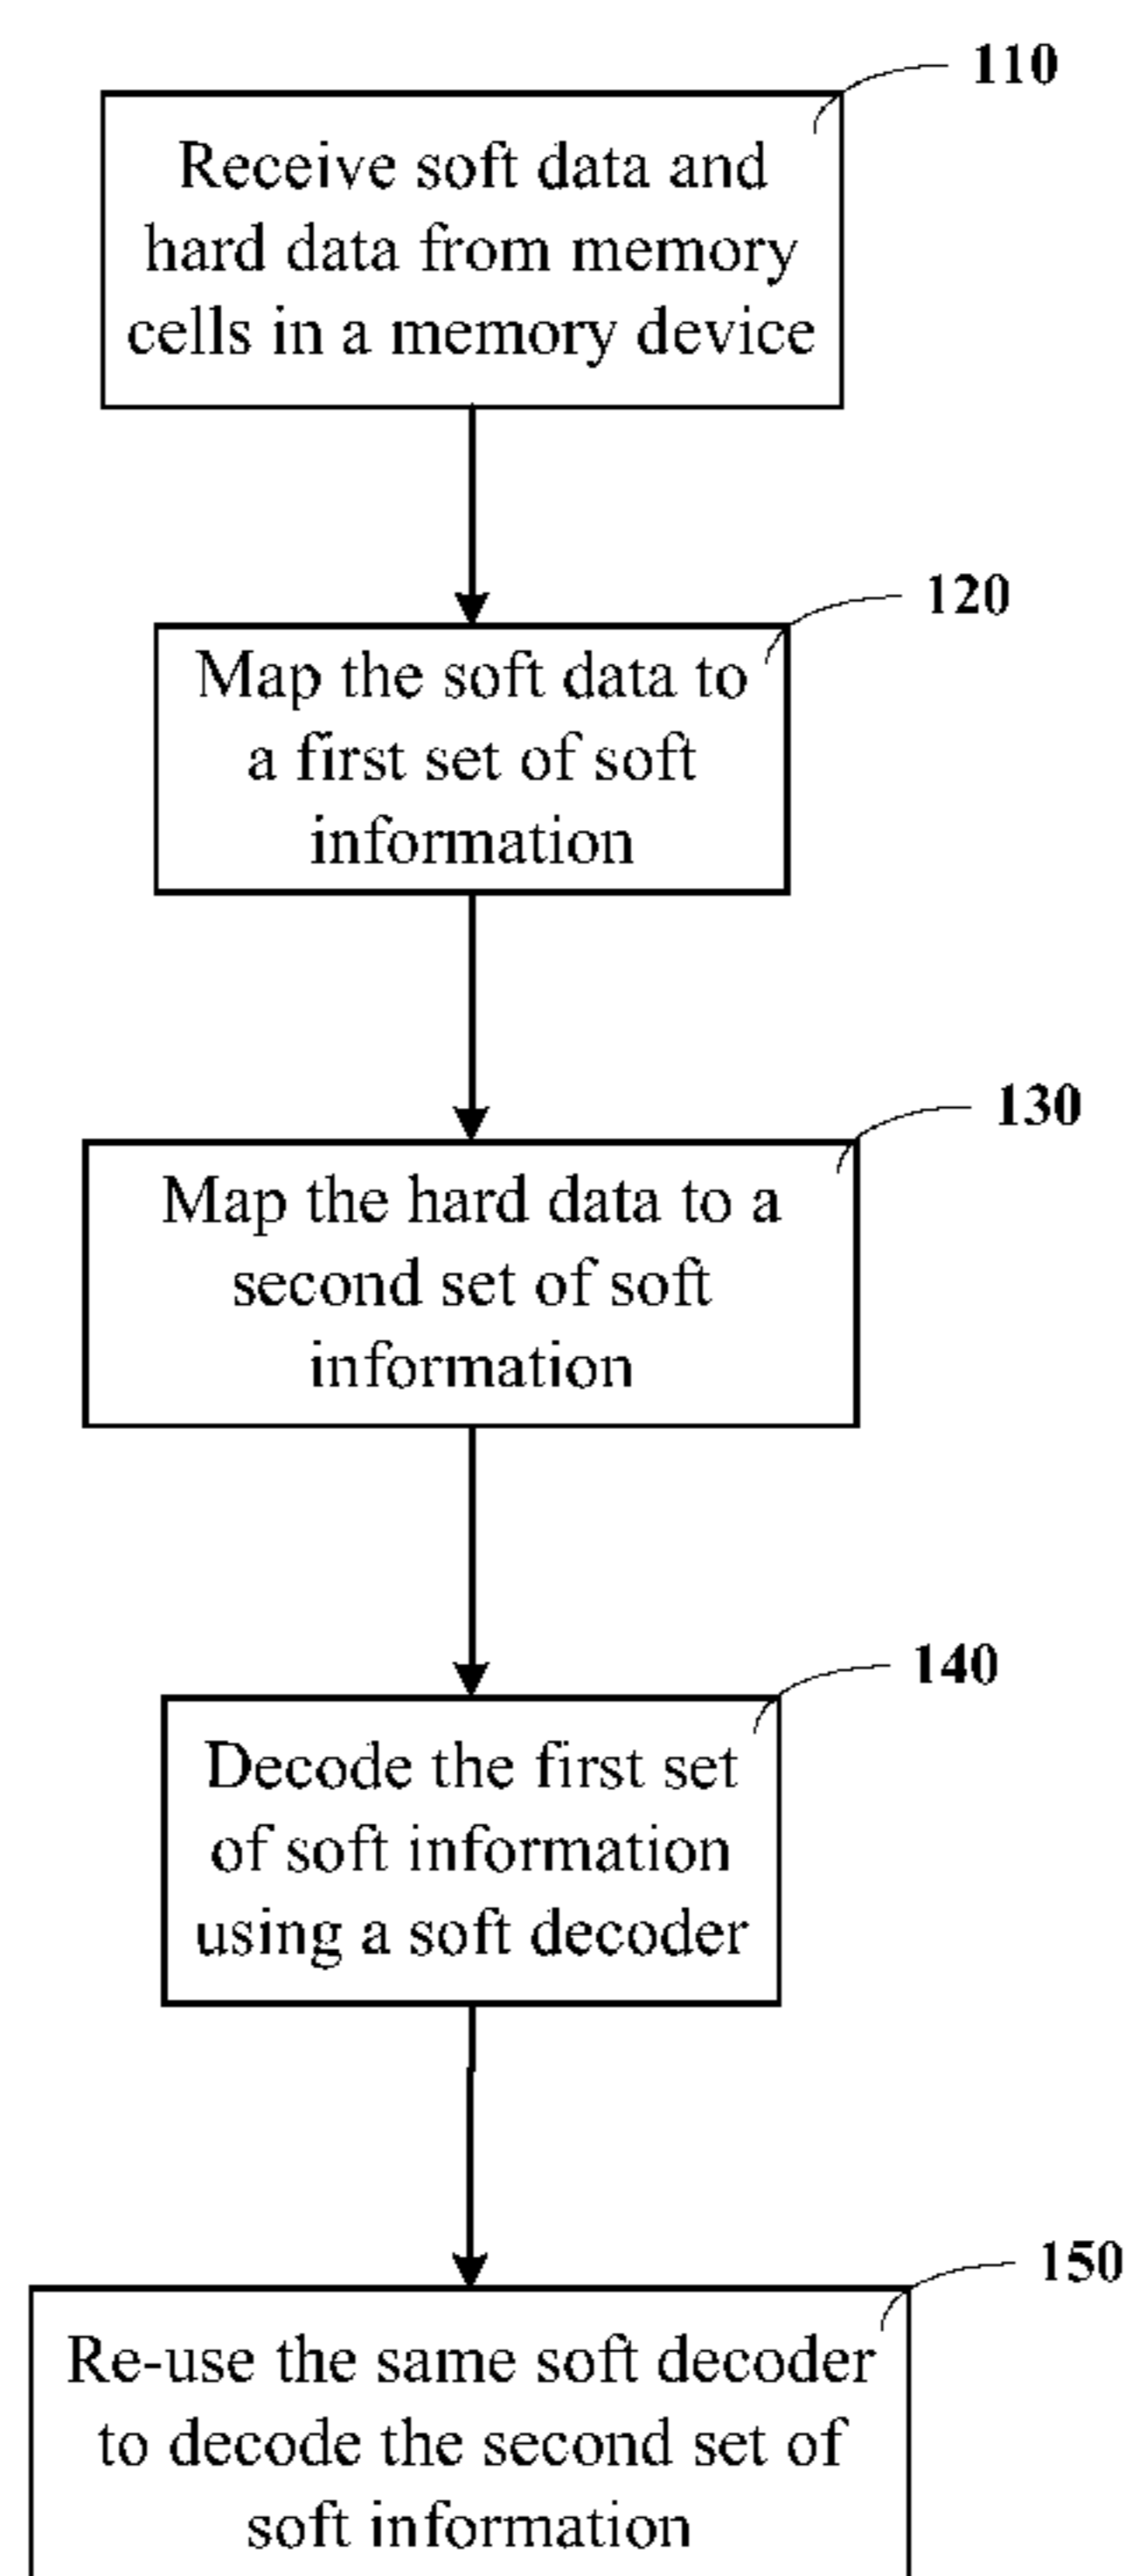 110
Receive soft data and
hard data from memory
cells in a memory device
120
Map the soft data to
a first set of soft
information
130
Map the hard data to a
second set of soft
information
140
Decode the first set
of soft information
using a soft decoder
150
Re-use the same soft decoder
to decode the second set of
soft information